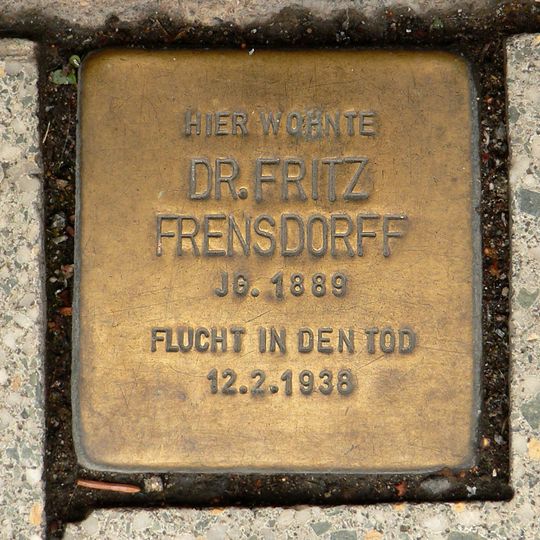 HIER WOHNTE
DR. FRITZ
FRENSDORFF
JG. 1889
FLUCHT IN DEN TOD
12.2.1938